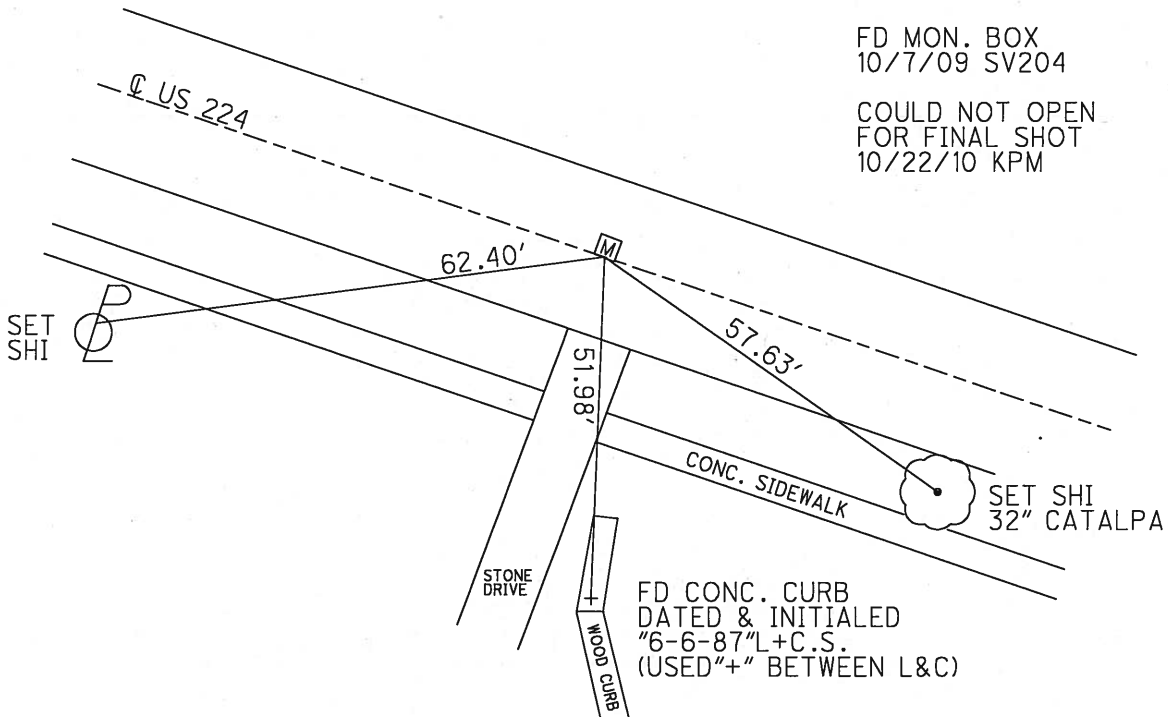 FD MON. BOX
10/7/09 SV204
COULD NOT OPEN
FOR FINAL SHOT
10/22/10 KPM
℄ US 224
M
62.40'
57.63'
51.98'
SET
SHI
P
CONC. SIDEWALK
SET SHI
32" CATALPA
STONE
DRIVE
FD CONC. CURB
DATED & INITIALED
"6-6-87"L+C.S.
(USED"+" BETWEEN L&C)
WOOD CURB